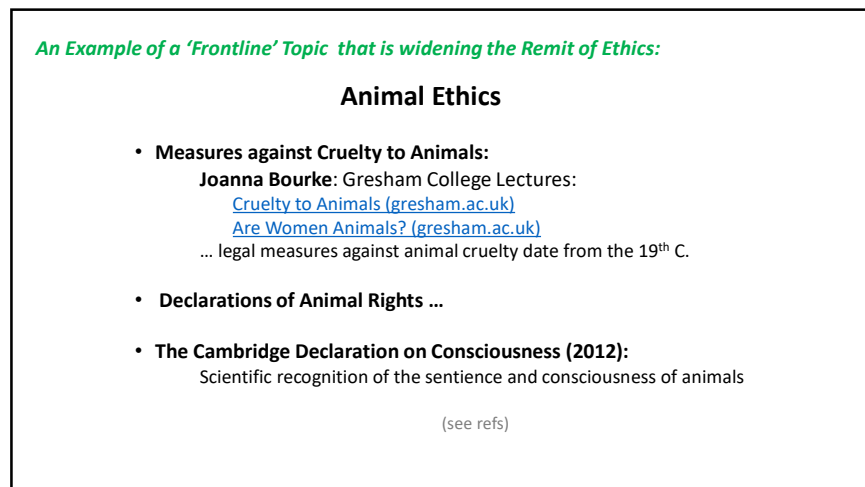 An Example of a ‘Frontline’ Topic  that is widening the Remit of Ethics:
Animal Ethics
• Measures against Cruelty to Animals:
Joanna Bourke: Gresham College Lectures:
Cruelty to Animals (gresham.ac.uk)
Are Women Animals? (gresham.ac.uk)
… legal measures against animal cruelty date from the 19th C.
• Declarations of Animal Rights …
• The Cambridge Declaration on Consciousness (2012):
Scientific recognition of the sentience and consciousness of animals
(see refs)